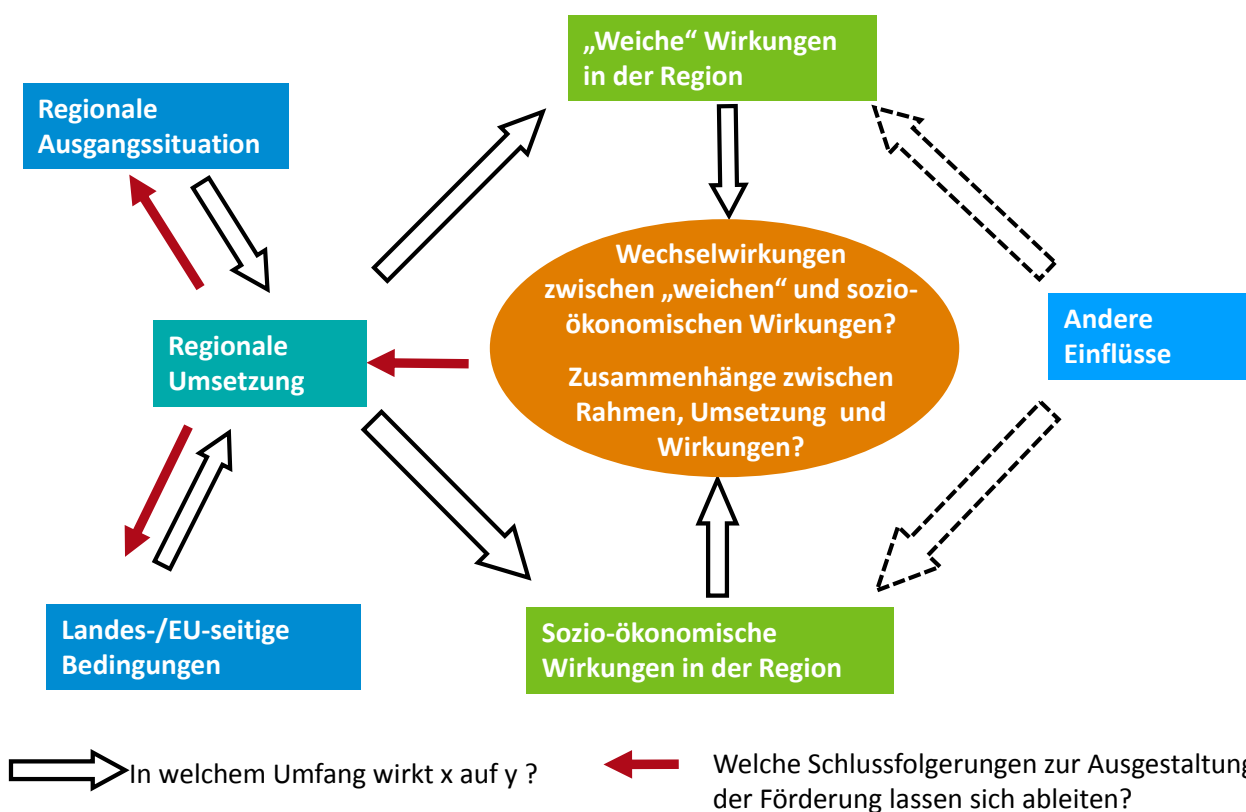 „Weiche“ Wirkungen
in der Region
Regionale
Ausgangssituation
Wechselwirkungen
zwischen „weichen“ und sozio-
ökonomischen Wirkungen?
Zusammenhänge zwischen
Rahmen, Umsetzung und
Wirkungen?
Regionale
Umsetzung
Andere
Einflüsse
Landes-/EU-seitige
Bedingungen
Sozio-ökonomische
Wirkungen in der Region
In welchem Umfang wirkt x auf y ?
Welche Schlussfolgerungen zur Ausgestaltung
der Förderung lassen sich ableiten?